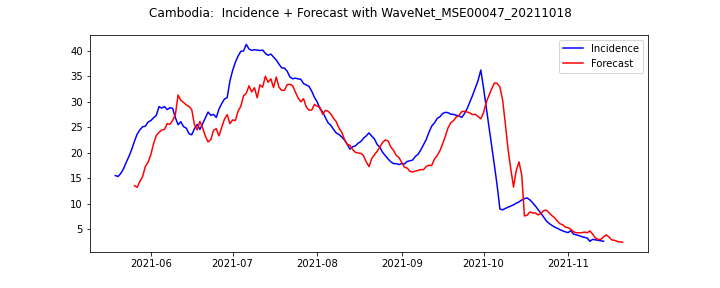 Cambodia:  Incidence + Forecast with WaveNet_MSE00047_20211018
Incidence
Forecast
40
35
30
25
20
15
10
5
2021-06 2021-07 2021-08 2021-09 2021-10 2021-11